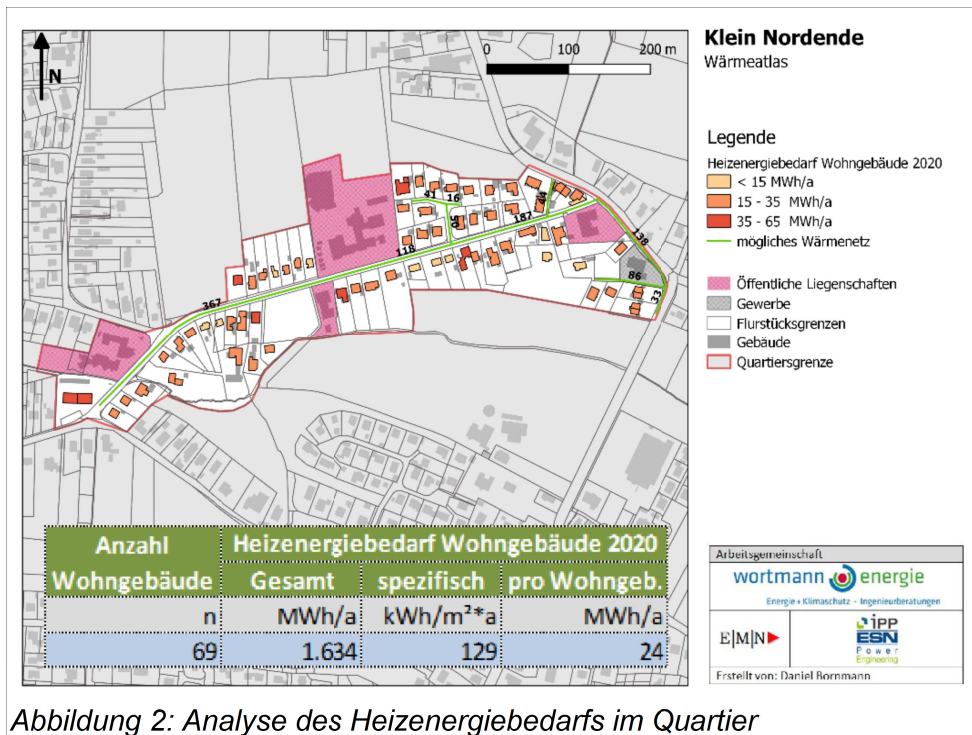 Klein Nordende
Wärmeatlas
N
0 100 200 m
Legende
Heizenergiebedarf Wohngebäude 2020
< 15 MWh/a
15 - 35 MWh/a
35 - 65 MWh/a
mögliches Wärmenetz
Öffentliche Liegenschaften
Gewerbe
Flurstücksgrenzen
Gebäude
Quartiersgrenze
41
16
50
44
187
138
118
86
33
367
Anzahl Wohngebäude
Heizenergiebedarf Wohngebäude 2020
Gesamt spezifisch pro Wohngeb.
n MWh/a kWh/m²*a MWh/a
69 1.634 129 24
Arbeitsgemeinschaft
wortmann energie
Energie + Klimaschutz - Ingenieurberatungen
E|M|N
iPP
ESN
Power
Engineering
Erstellt von: Daniel Bornmann
Abbildung 2: Analyse des Heizenergiebedarfs im Quartier